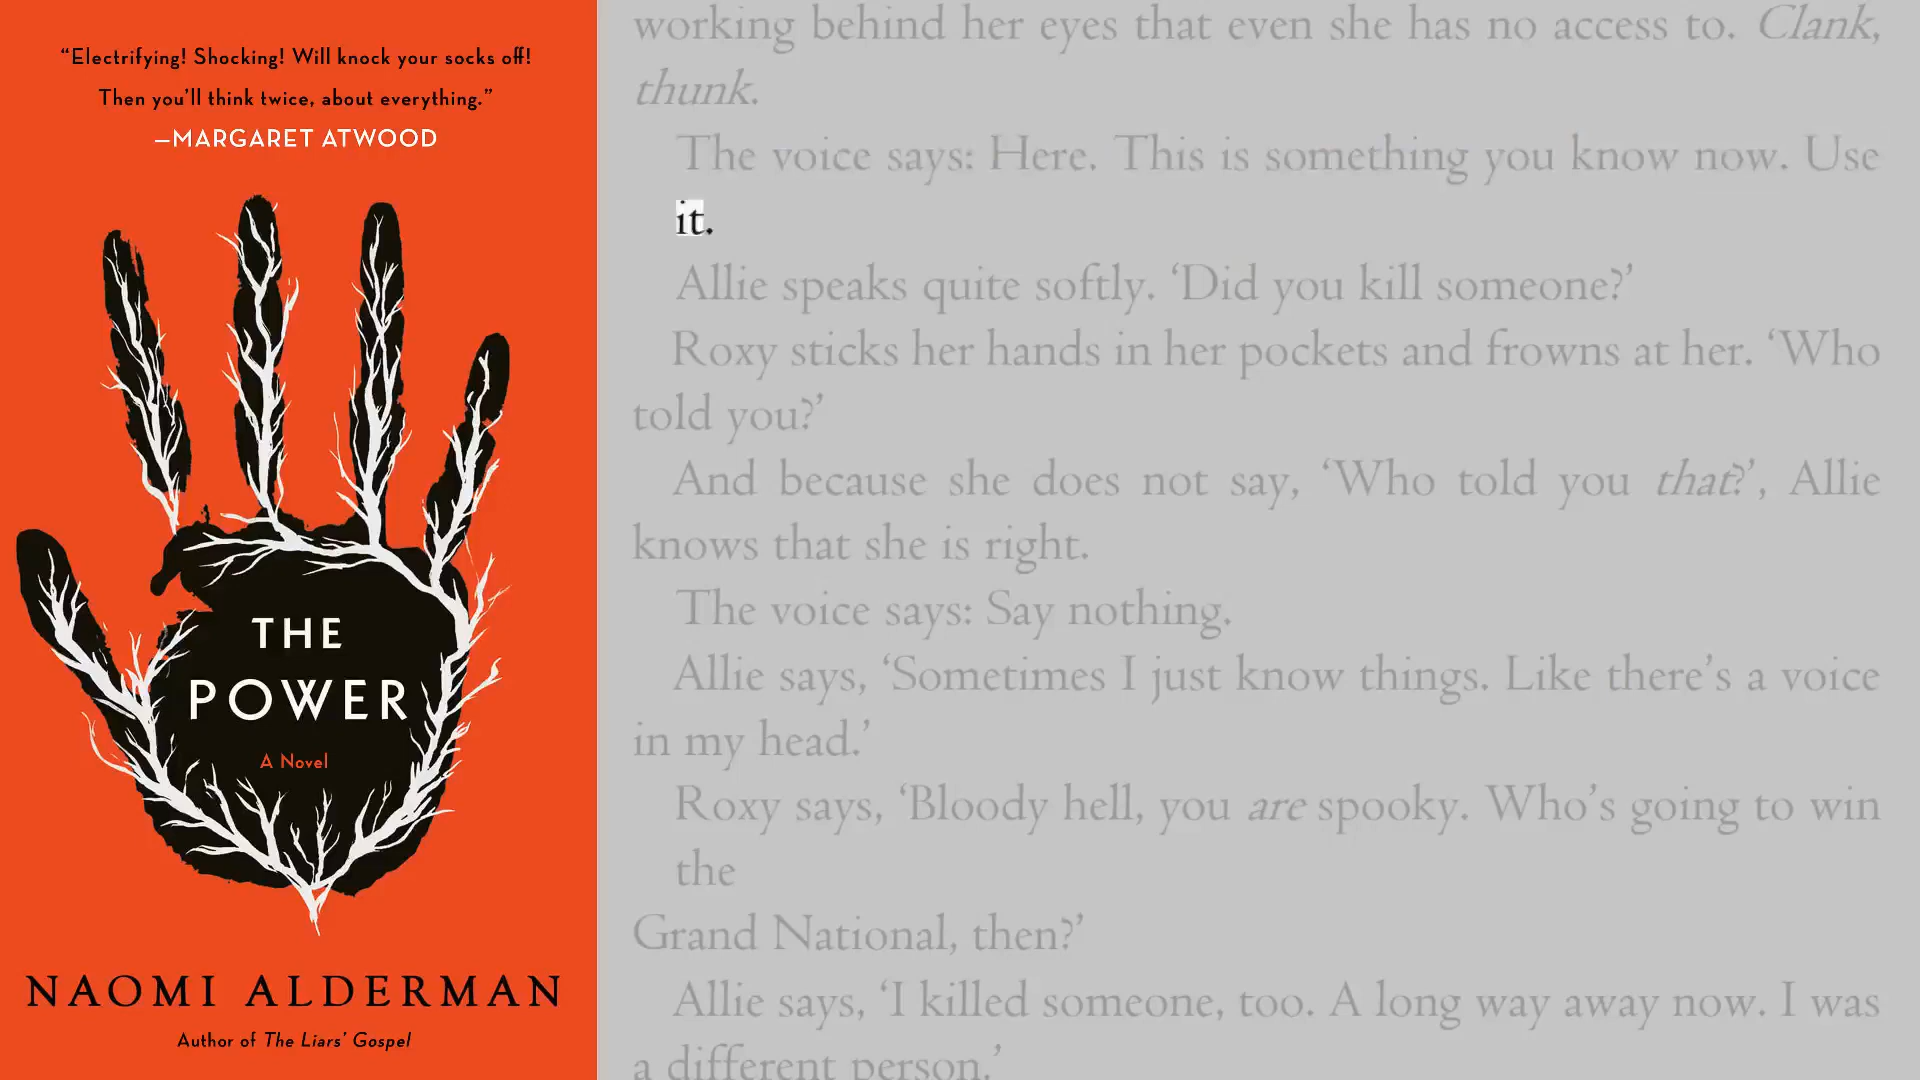 “Electrifying! Shocking! Will knock your socks off!
Then you’ll think twice, about everything.”
—MARGARET ATWOOD
THE
POWER
A Novel
NAOMI ALDERMAN
Author of The Liars’ Gospel
working behind her eyes that even she has no access to. Clank,
thunk.
The voice says: Here. This is something you know now. Use
it.
Allie speaks quite softly. ‘Did you kill someone?’
Roxy sticks her hands in her pockets and frowns at her. ‘Who
told you?’
And because she does not say, ‘Who told you that?’, Allie
knows that she is right.
The voice says: Say nothing.
Allie says, ‘Sometimes I just know things. Like there’s a voice
in my head.’
Roxy says, ‘Bloody hell, you are spooky. Who’s going to win
the
Grand National, then?’
Allie says, ‘I killed someone, too. A long way away now. I was
a different person.’